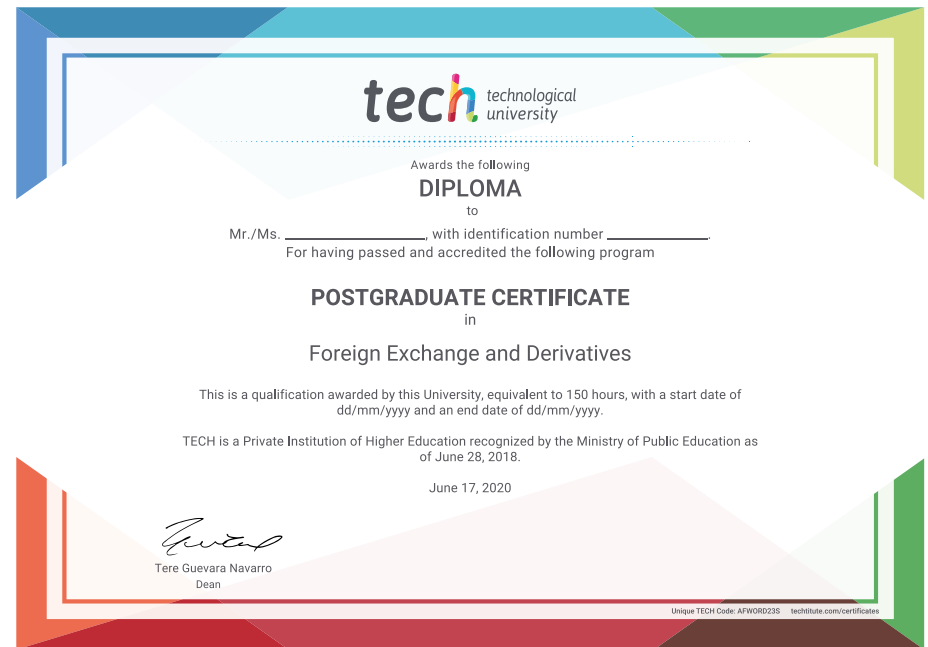 tech technological
university
Awards the following
DIPLOMA
to
Mr./Ms. ____________________, with identification number ______________.
For having passed and accredited the following program
POSTGRADUATE CERTIFICATE
in
Foreign Exchange and Derivatives
This is a qualification awarded by this University, equivalent to 150 hours, with a start date of
dd/mm/yyyy and an end date of dd/mm/yyyy.
TECH is a Private Institution of Higher Education recognized by the Ministry of Public Education as
of June 28, 2018.
June 17, 2020
Tere Guevara Navarro
Dean
Unique TECH Code: AFWORD23S techtitute.com/certificates